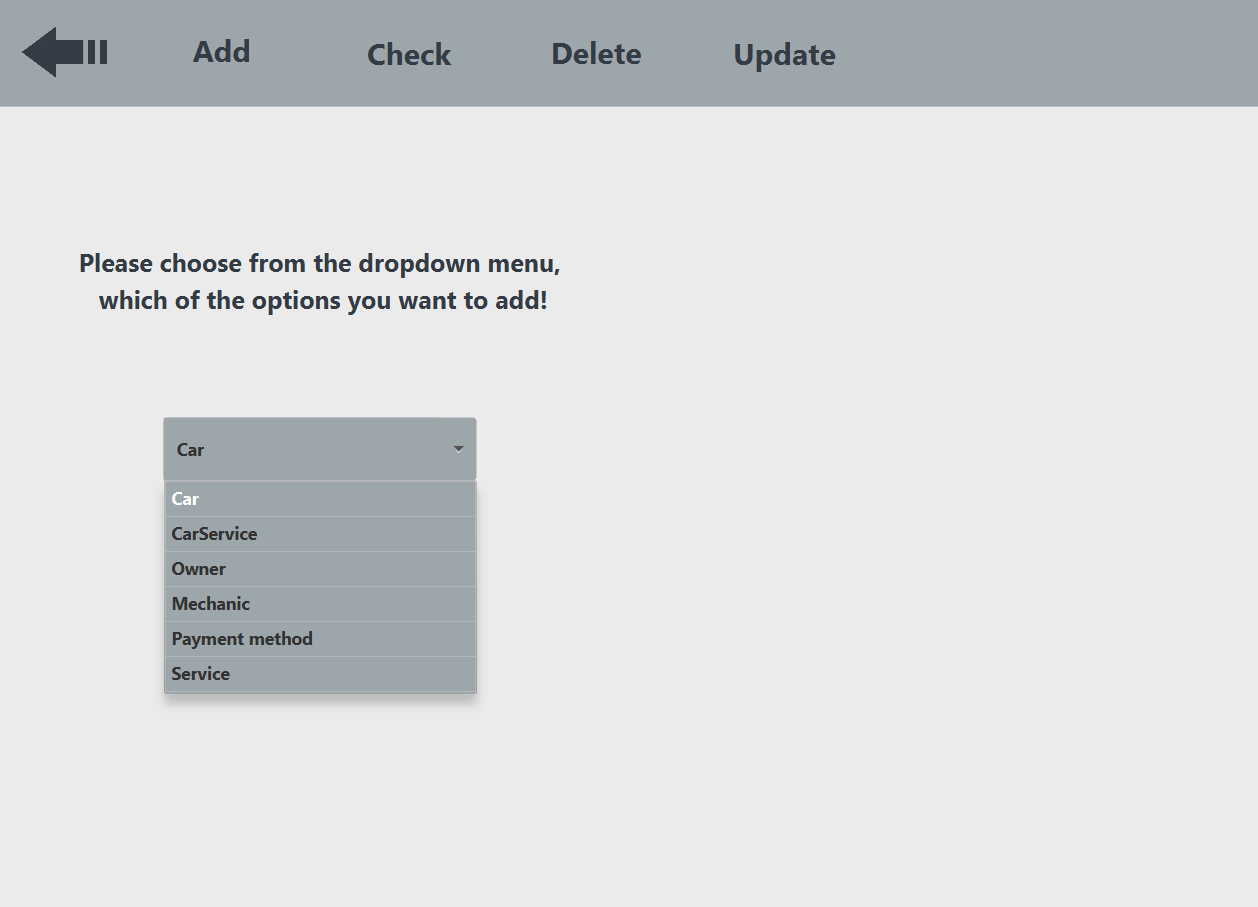 Add
Check
Delete
Update
Please choose from the dropdown menu,
which of the options you want to add!
Car
Car
CarService
Owner
Mechanic
Payment method
Service